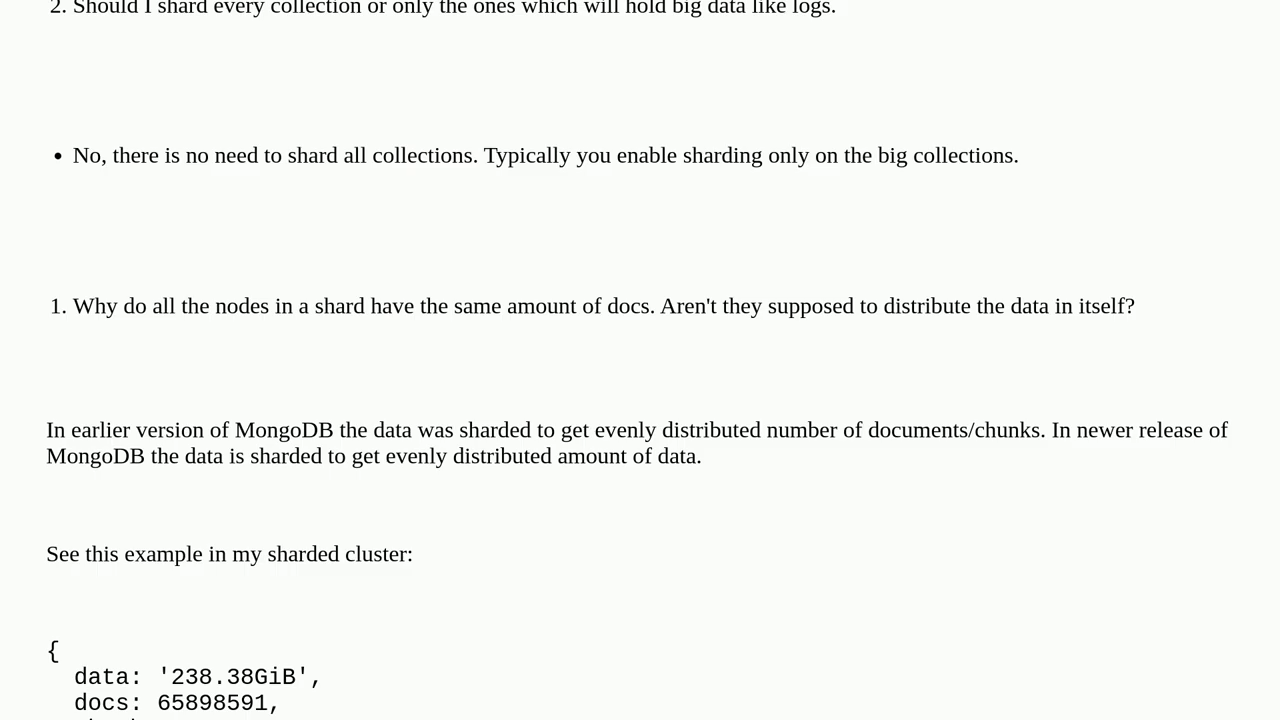 2. Should I shard every collection or only the ones which will hold big data like logs.
• No, there is no need to shard all collections. Typically you enable sharding only on the big collections.
1. Why do all the nodes in a shard have the same amount of docs. Aren't they supposed to distribute the data in itself?
In earlier version of MongoDB the data was sharded to get evenly distributed number of documents/chunks. In newer release of
MongoDB the data is sharded to get evenly distributed amount of data.
See this example in my sharded cluster:
{
data: '238.38GiB',
docs: 65898591,